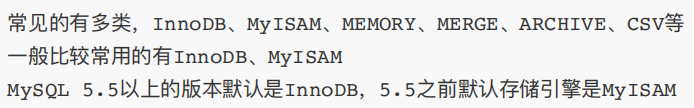 常见的有多类，InnoDB、MyISAM、MEMORY、MERGE、ARCHIVE、CSV等
一般比较常用的有InnoDB、MyISAM
MySQL 5.5以上的版本默认是InnoDB，5.5之前默认存储引擎是MyISAM